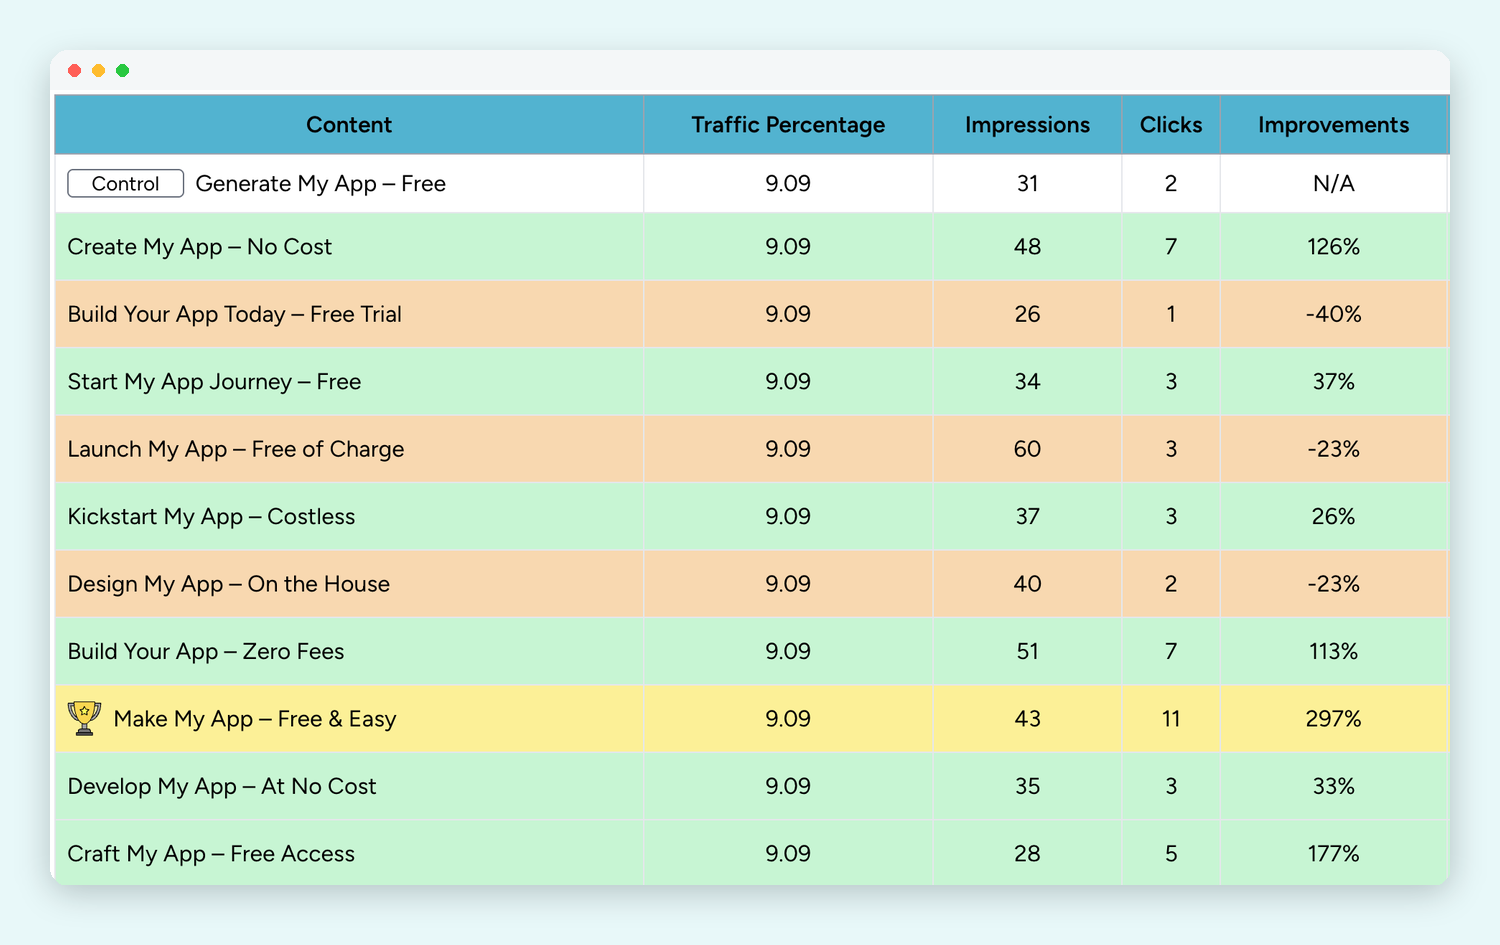 Content Traffic Percentage Impressions Clicks Improvements
Control Generate My App – Free 9.09 31 2 N/A
Create My App – No Cost 9.09 48 7 126%
Build Your App Today – Free Trial 9.09 26 1 -40%
Start My App Journey – Free 9.09 34 3 37%
Launch My App – Free of Charge 9.09 60 3 -23%
Kickstart My App – Costless 9.09 37 3 26%
Design My App – On the House 9.09 40 2 -23%
Build Your App – Zero Fees 9.09 51 7 113%
Make My App – Free & Easy 9.09 43 11 297%
Develop My App – At No Cost 9.09 35 3 33%
Craft My App – Free Access 9.09 28 5 177%